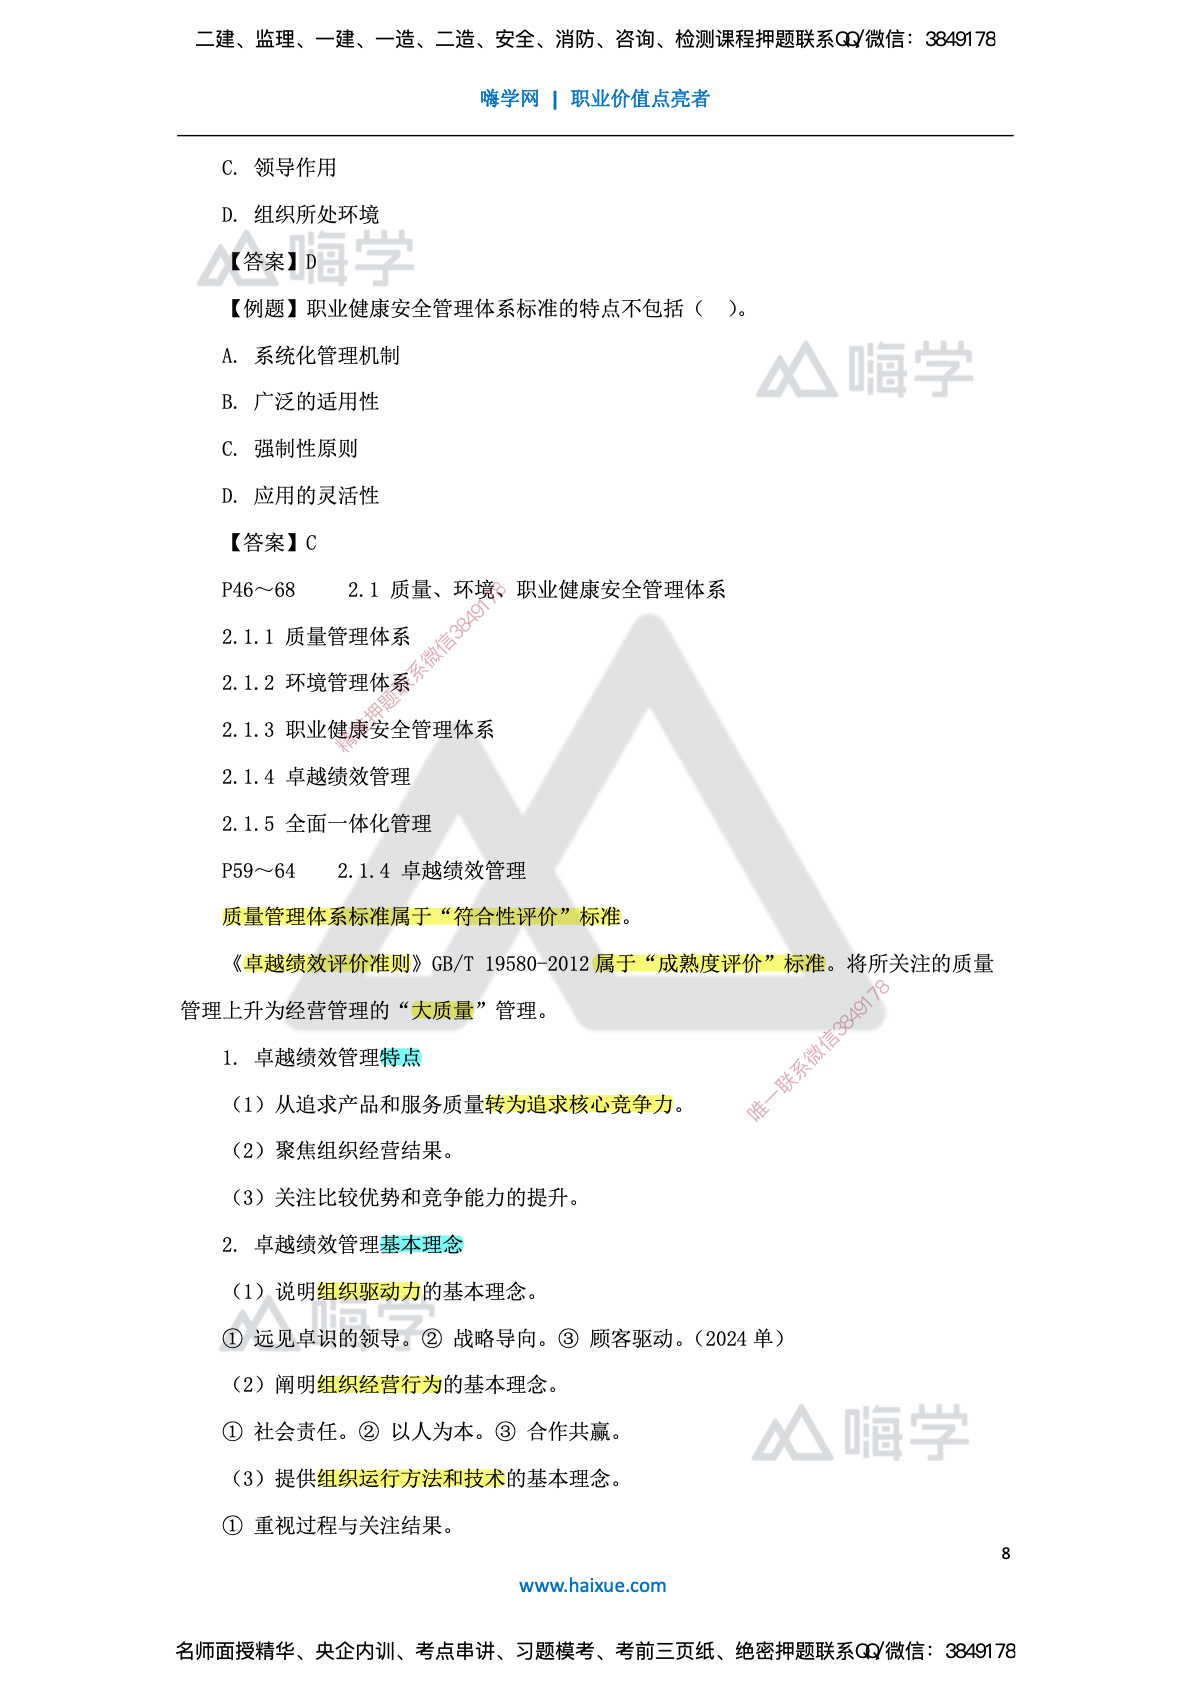 二建、监理、一建、一造、二造、安全、消防、咨询、检测课程押题联系QQ/微信：3849178
嗨学网 | 职业价值点亮者
C. 领导作用
D. 组织所处环境
嗨学
【答案】D
【例题】职业健康安全管理体系标准的特点不包括（ ）。
A. 系统化管理机制
嗨学
B. 广泛的适用性
C. 强制性原则
D. 应用的灵活性
【答案】C
P46～68 2.1 质量、环境、职业健康安全管理体系
2.1.1 质量管理体系
2.1.2 环境管理体系
精准押题联系微信3849178
2.1.3 职业健康安全管理体系
2.1.4 卓越绩效管理
2.1.5 全面一体化管理
P59～64 2.1.4 卓越绩效管理
质量管理体系标准属于“符合性评价”标准。
《卓越绩效评价准则》GB/T 19580-2012 属于“成熟度评价”标准。将所关注的质量
管理上升为经营管理的“大质量”管理。
唯一联系微信3849178
1. 卓越绩效管理特点
（1）从追求产品和服务质量转为追求核心竞争力。
（2）聚焦组织经营结果。
（3）关注比较优势和竞争能力的提升。
2. 卓越绩效管理基本理念
（1）说明组织驱动力的基本理念。
嗨学
① 远见卓识的领导。② 战略导向。③ 顾客驱动。（2024 单）
（2）阐明组织经营行为的基本理念。
① 社会责任。② 以人为本。③ 合作共赢。
嗨学
（3）提供组织运行方法和技术的基本理念。
① 重视过程与关注结果。
8
www.haixue.com
名师面授精华、央企内训、考点串讲、习题模考、考前三页纸、绝密押题联系QQ/微信：3849178